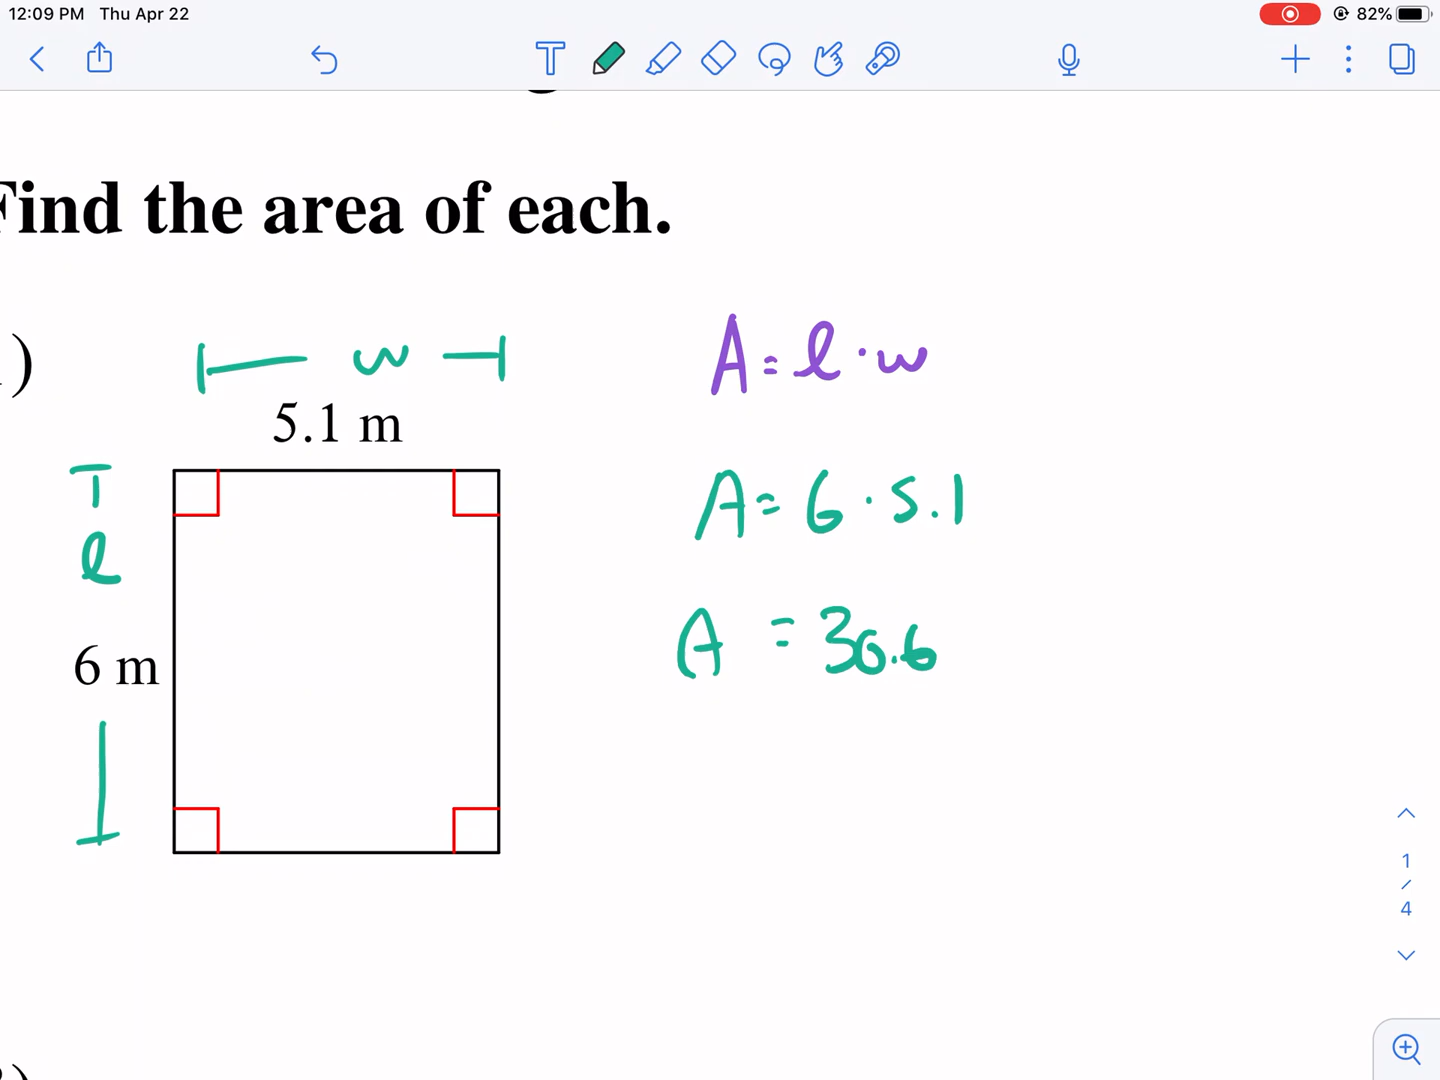 12:09 PM Thu Apr 22
82%
T
Find the area of each.
)
w
A = l · w
5.1 m
l
A = 6 · 5.1
6 m
A = 30.6
1
/
4